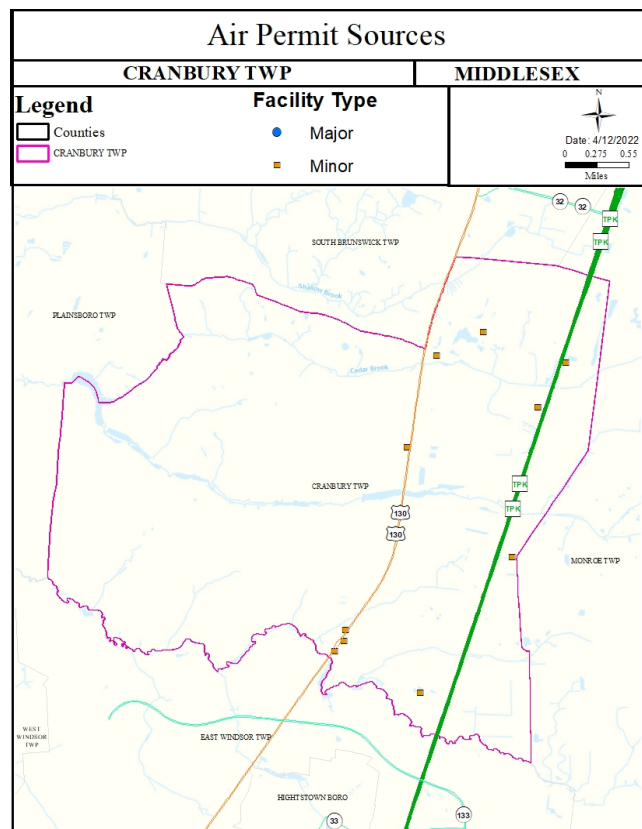 Air Permit Sources
CRANBURY TWP
MIDDLESEX
Legend
Counties
CRANBURY TWP
Facility Type
Major
Minor
N
Date: 4/12/2022
0 0.275 0.55
Miles
32
32
TPK
TPK
SOUTH BRUNSWICK TWP
Shallow Brook
PLAINSBORO TWP
Cedar Brook
CRANBURY TWP
TPK
TPK
130
130
MONROE TWP
WEST
WINDSOR
TWP
EAST WINDSOR TWP
HIGHTSTOWN BORO
33
133